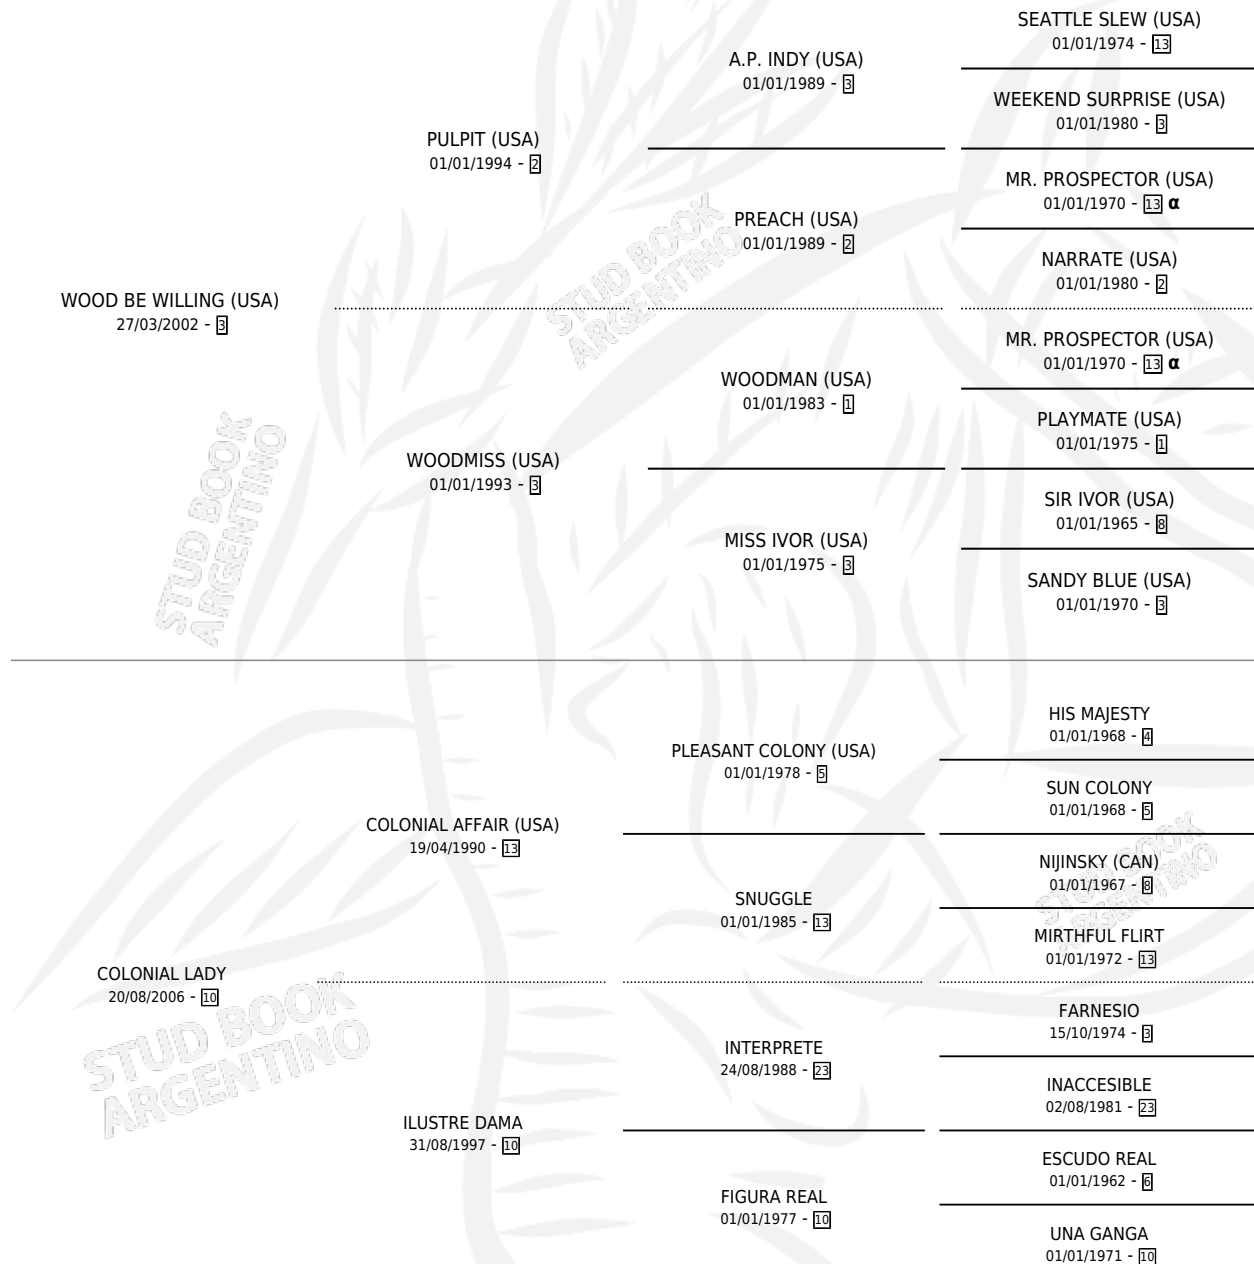 SEATTLE SLEW (USA)
01/01/1974 - 13
A.P. INDY (USA)
01/01/1989 - 3
WEEKEND SURPRISE (USA)
01/01/1980 - 3
PULPIT (USA)
01/01/1994 - 2
MR. PROSPECTOR (USA)
01/01/1970 - 13 α
PREACH (USA)
01/01/1989 - 2
NARRATE (USA)
01/01/1980 - 2
WOOD BE WILLING (USA)
27/03/2002 - 3
MR. PROSPECTOR (USA)
01/01/1970 - 13 α
WOODMAN (USA)
01/01/1983 - 1
PLAYMATE (USA)
01/01/1975 - 1
WOODMISS (USA)
01/01/1993 - 3
SIR IVOR (USA)
01/01/1965 - 8
MISS IVOR (USA)
01/01/1975 - 3
SANDY BLUE (USA)
01/01/1970 - 3
HIS MAJESTY
01/01/1968 - 4
PLEASANT COLONY (USA)
01/01/1978 - 5
SUN COLONY
01/01/1968 - 5
COLONIAL AFFAIR (USA)
19/04/1990 - 13
NIJINSKY (CAN)
01/01/1967 - 8
SNUGGLE
01/01/1985 - 13
MIRTHFUL FLIRT
01/01/1972 - 13
COLONIAL LADY
20/08/2006 - 10
FARNESIO
15/10/1974 - 3
INTERPRETE
24/08/1988 - 23
INACCESIBLE
02/08/1981 - 23
ILUSTRE DAMA
31/08/1997 - 10
ESCUDO REAL
01/01/1962 - 6
FIGURA REAL
01/01/1977 - 10
UNA GANGA
01/01/1971 - 10
STUD BOOK
ARGENTINO
STUD BOOK
ARGENTINO
STUD BOOK
ARGENTINO
STUD BOOK
ARGENTINO